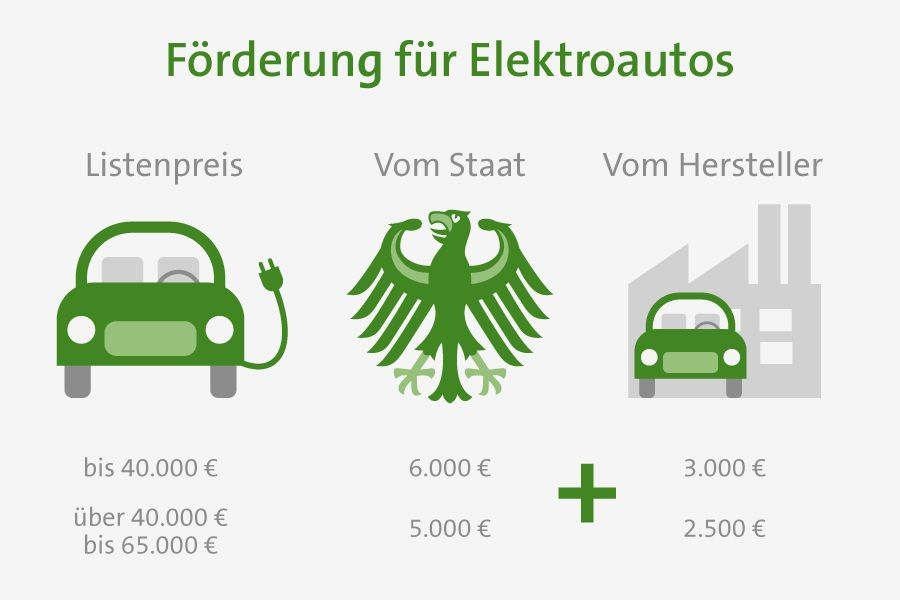 Förderung für Elektroautos
Listenpreis
Vom Staat
Vom Hersteller
bis 40.000 €
6.000 €
3.000 €
über 40.000 €
bis 65.000 €
5.000 €
2.500 €